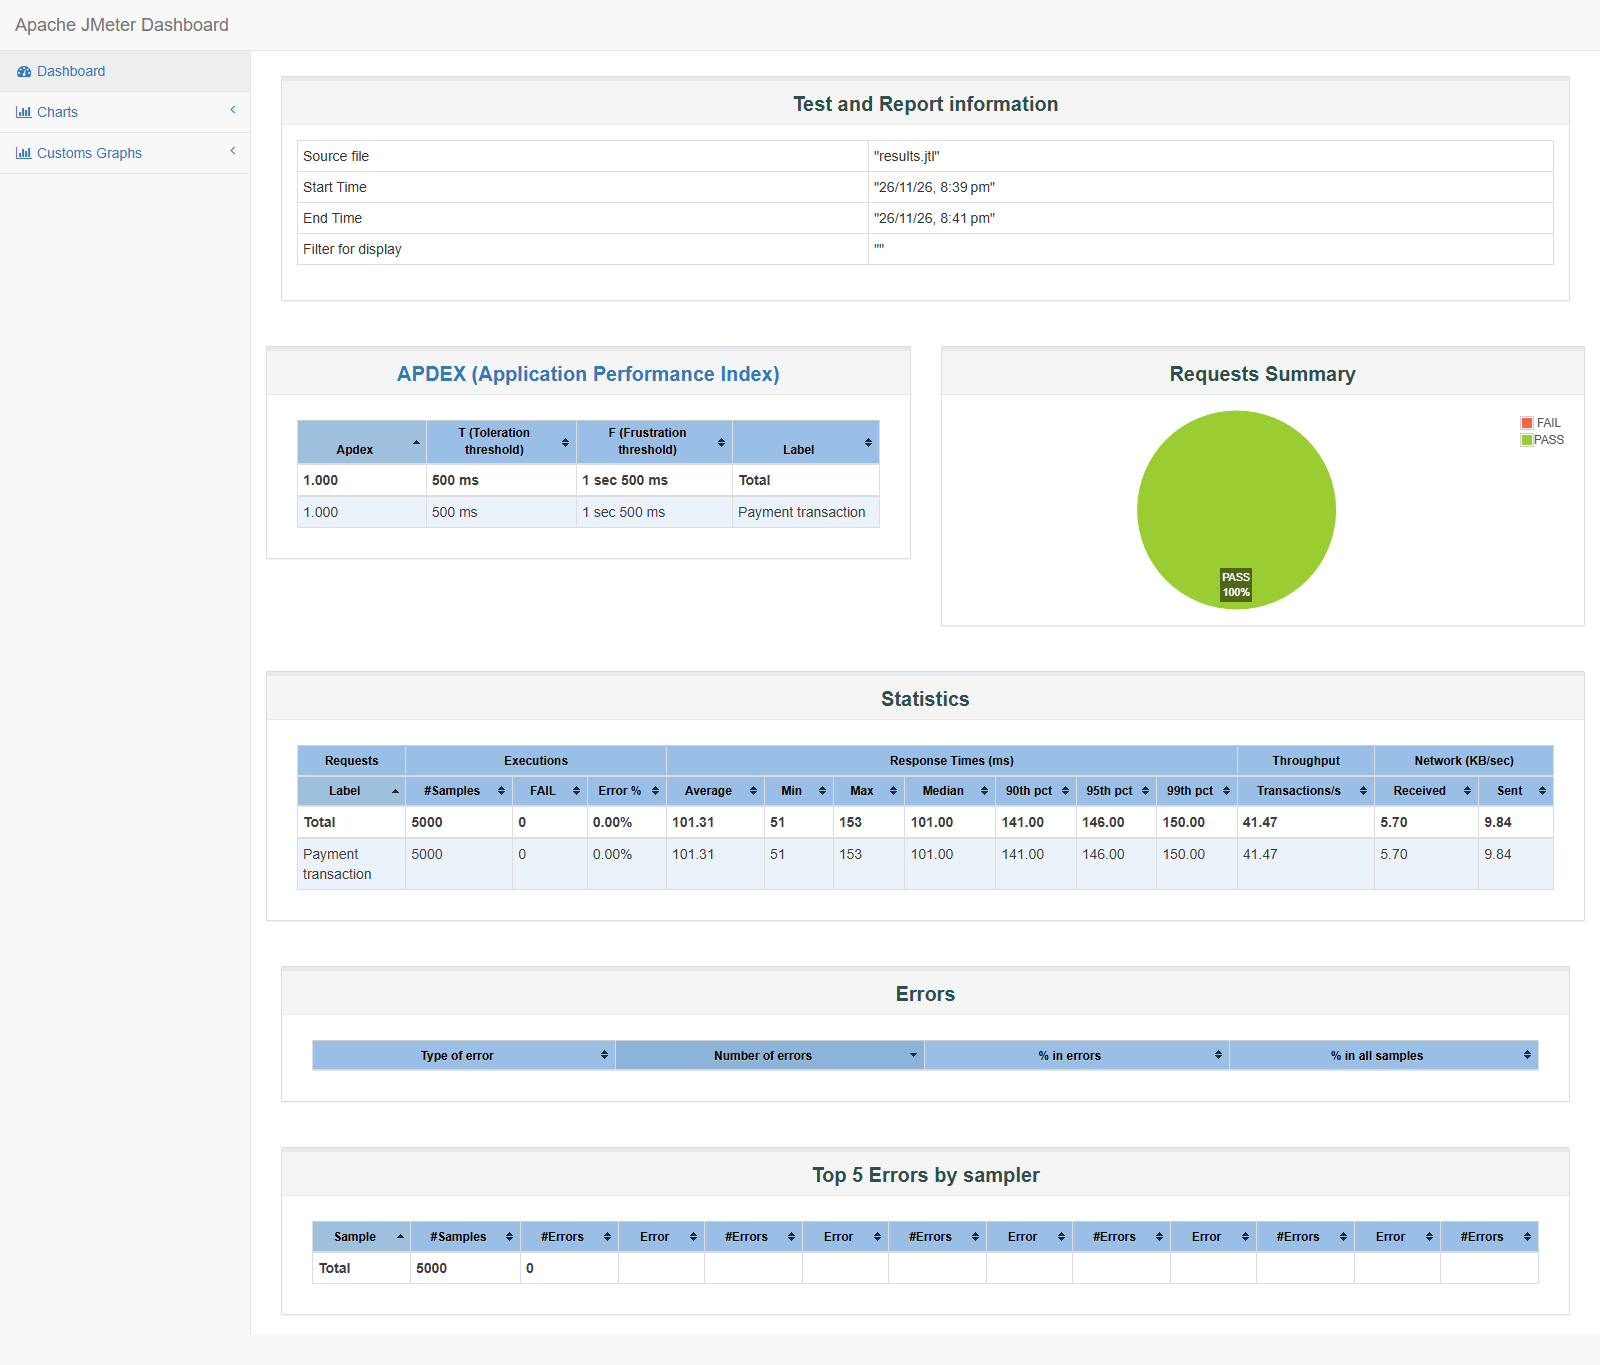 Apache JMeter Dashboard
Dashboard
Charts
Customs Graphs
Test and Report information
Source file "results.jtl"
Start Time "26/11/26, 8:39 pm"
End Time "26/11/26, 8:41 pm"
Filter for display ""
APDEX (Application Performance Index)
Apdex T (Toleration threshold) F (Frustration threshold) Label
1.000 500 ms 1 sec 500 ms Total
1.000 500 ms 1 sec 500 ms Payment transaction
Requests Summary
FAIL
PASS
PASS
100%
Statistics
Requests Executions Response Times (ms) Throughput Network (KB/sec)
Label #Samples FAIL Error % Average Min Max Median 90th pct 95th pct 99th pct Transactions/s Received Sent
Total 5000 0 0.00% 101.31 51 153 101.00 141.00 146.00 150.00 41.47 5.70 9.84
Payment transaction 5000 0 0.00% 101.31 51 153 101.00 141.00 146.00 150.00 41.47 5.70 9.84
Errors
Type of error Number of errors % in errors % in all samples
Top 5 Errors by sampler
Sample #Samples #Errors Error #Errors Error #Errors Error #Errors Error #Errors Error #Errors
Total 5000 0